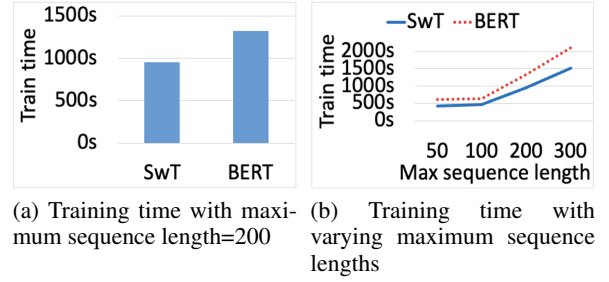 1500s
1000s
500s
0s
Train time
SwT BERT
SwT BERT
2000s
1500s
1000s
500s
0s
Train time
50 100 200 300
Max sequence length
(a) Training time with maxi-
mum sequence length=200
(b) Training time with
varying maximum sequence
lengths